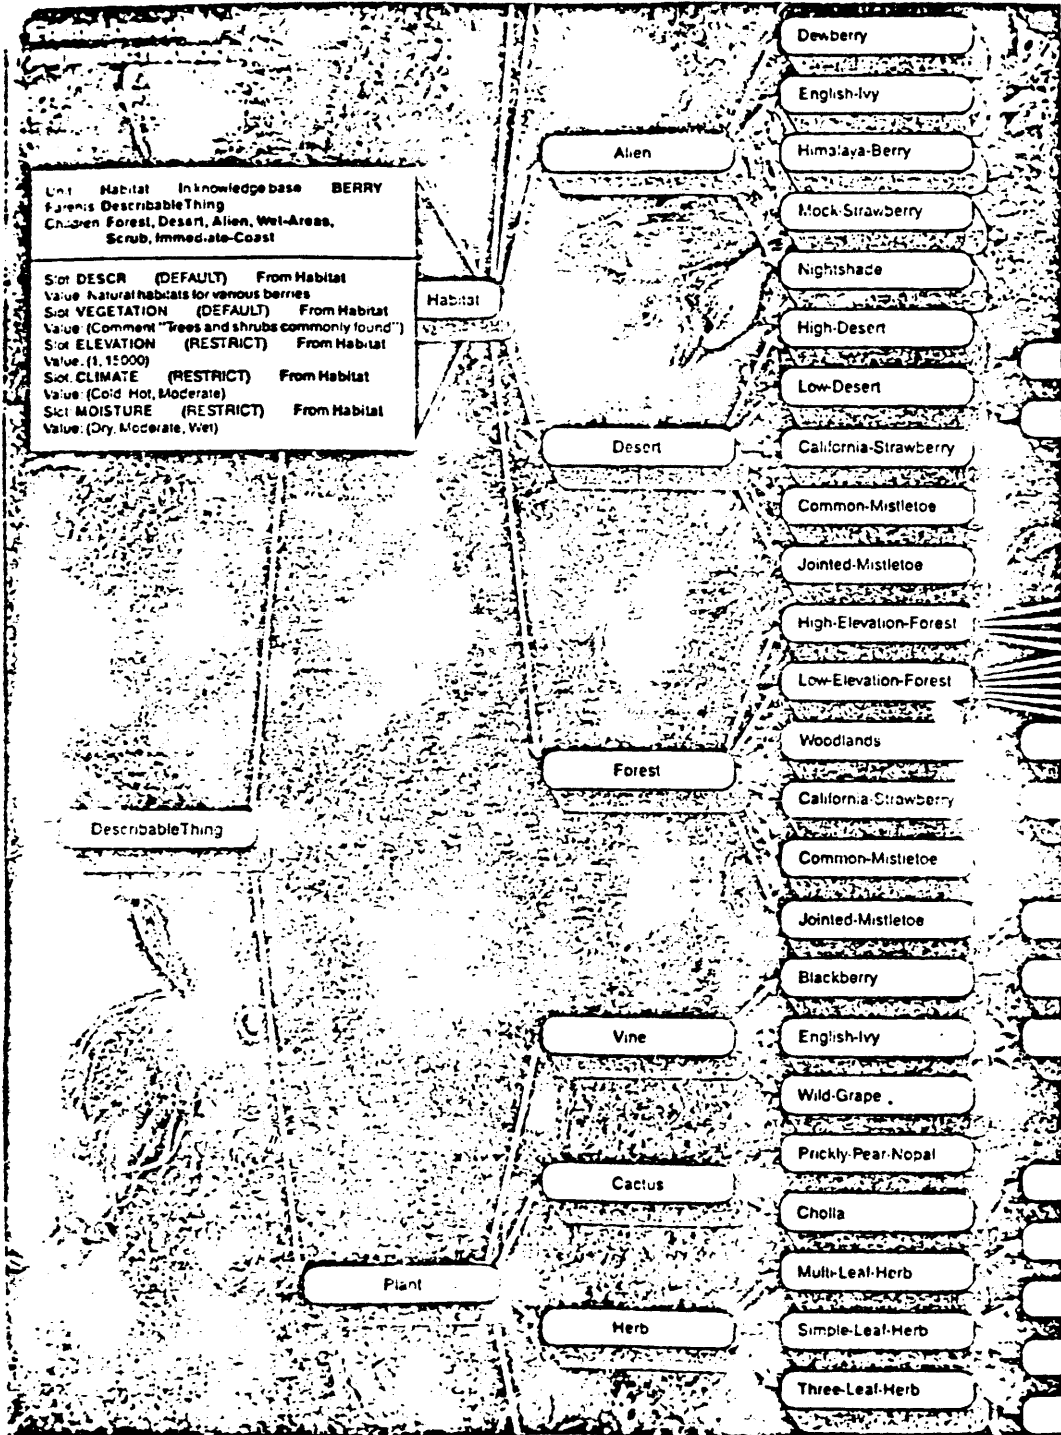 Unit Habitat In knowledge base BERRY
Parents DescribableThing
Children Forest, Desert, Alien, Wet-Areas,
Scrub, Immediate-Coast
Slot DESCR (DEFAULT) From Habitat
Value: Natural habitats for various berries
Slot VEGETATION (DEFAULT) From Habitat
Value: (Comment "Trees and shrubs commonly found")
Slot ELEVATION (RESTRICT) From Habitat
Value: (1, 15000)
Slot: CLIMATE (RESTRICT) From Habitat
Value: (Cold, Hot, Moderate)
Slot: MOISTURE (RESTRICT) From Habitat
Value: (Dry, Moderate, Wet)
DescribableThing
Habitat
Plant
Alien
Desert
Forest
Vine
Cactus
Herb
Dewberry
English-Ivy
Himalaya-Berry
Mock-Strawberry
Nightshade
High-Desert
Low-Desert
California-Strawberry
Common-Mistletoe
Jointed-Mistletoe
High-Elevation-Forest
Low-Elevation-Forest
Woodlands
California-Strawberry
Common-Mistletoe
Jointed-Mistletoe
Blackberry
English-Ivy
Wild-Grape
Prickly-Pear-Nopal
Cholla
Multi-Leaf-Herb
Simple-Leaf-Herb
Three-Leaf-Herb